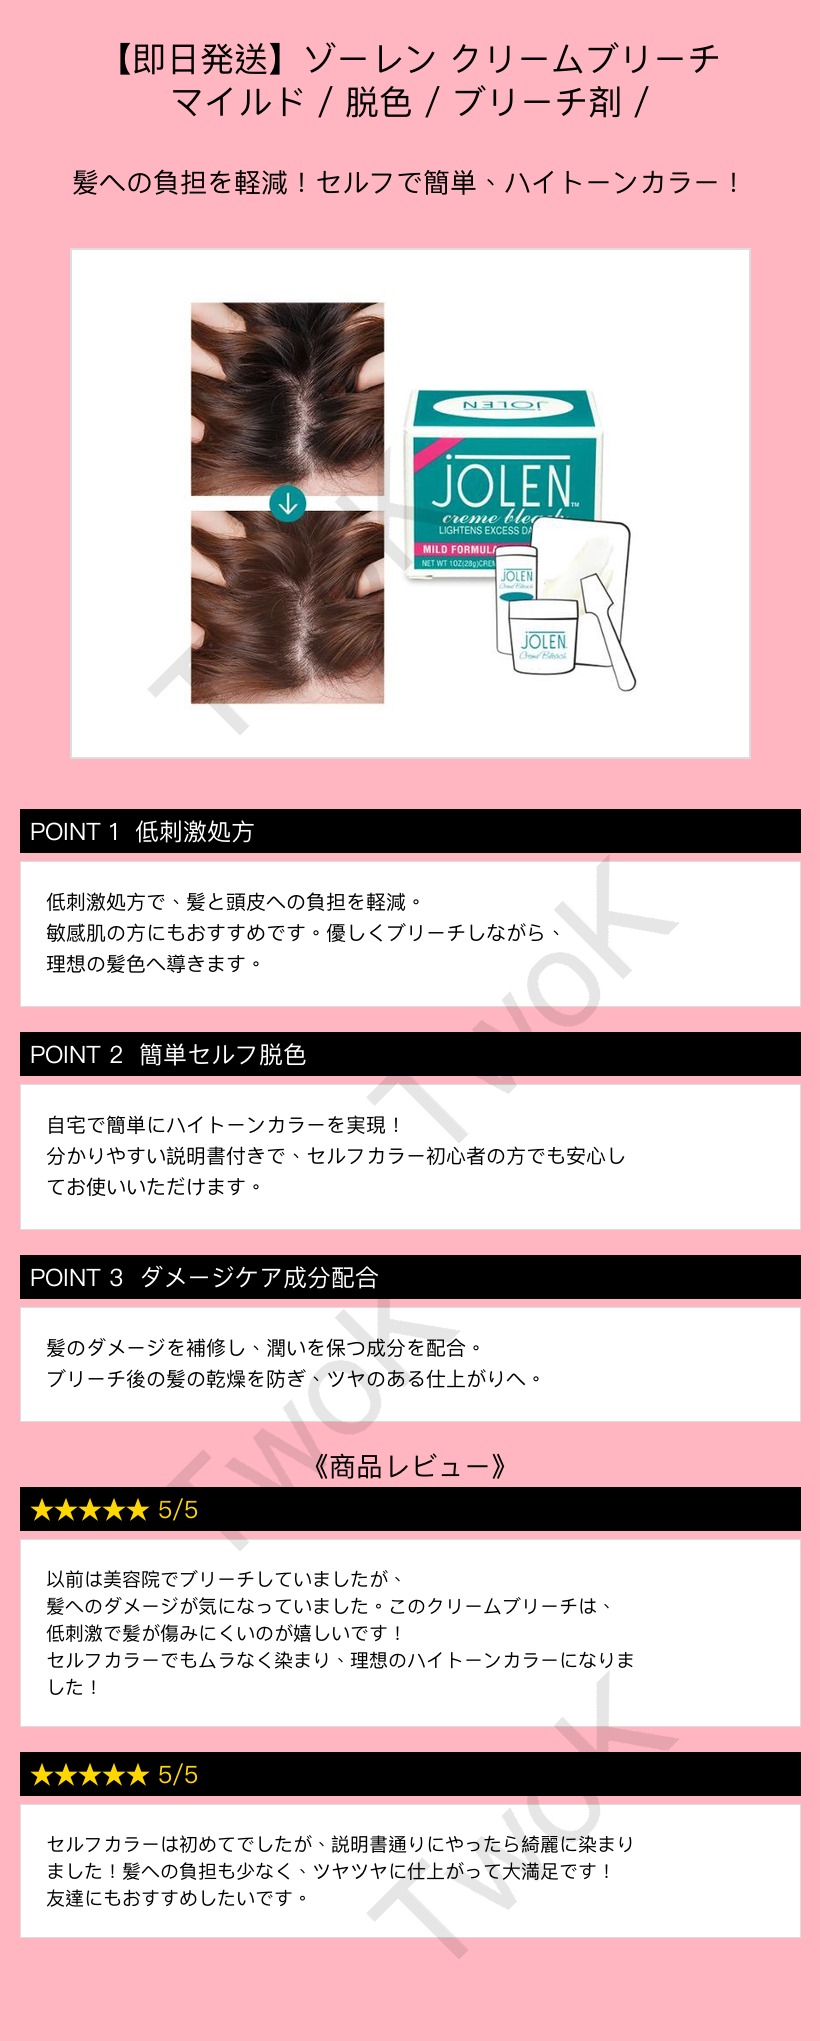 【即日発送】ゾーレン クリームブリーチ
マイルド / 脱色 / ブリーチ剤 /
髪への負担を軽減！セルフで簡単、ハイトーンカラー！
JOLEN
JOLEN™
creme bleach
LIGHTENS EXCESS DA
MILD FORMULA
NET WT 1OZ(28g)CREM
JOLEN
Creme Bleach
JOLEN
Creme Bleach
TwoK
POINT 1 低刺激処方
低刺激処方で、髪と頭皮への負担を軽減。
敏感肌の方にもおすすめです。優しくブリーチしながら、
理想の髪色へ導きます。
TwoK
POINT 2 簡単セルフ脱色
自宅で簡単にハイトーンカラーを実現！
分かりやすい説明書付きで、セルフカラー初心者の方でも安心し
てお使いいただけます。
POINT 3 ダメージケア成分配合
髪のダメージを補修し、潤いを保つ成分を配合。
ブリーチ後の髪の乾燥を防ぎ、ツヤのある仕上がりへ。
TwoK
《商品レビュー》
★★★★★ 5/5
以前は美容院でブリーチしていましたが、
髪へのダメージが気になっていました。このクリームブリーチは、
低刺激で髪が傷みにくいのが嬉しいです！
セルフカラーでもムラなく染まり、理想のハイトーンカラーになりま
した！
★★★★★ 5/5
セルフカラーは初めてでしたが、説明書通りにやったら綺麗に染まり
ました！髪への負担も少なく、ツヤツヤに仕上がって大満足です！
友達にもおすすめしたいです。
TwoK